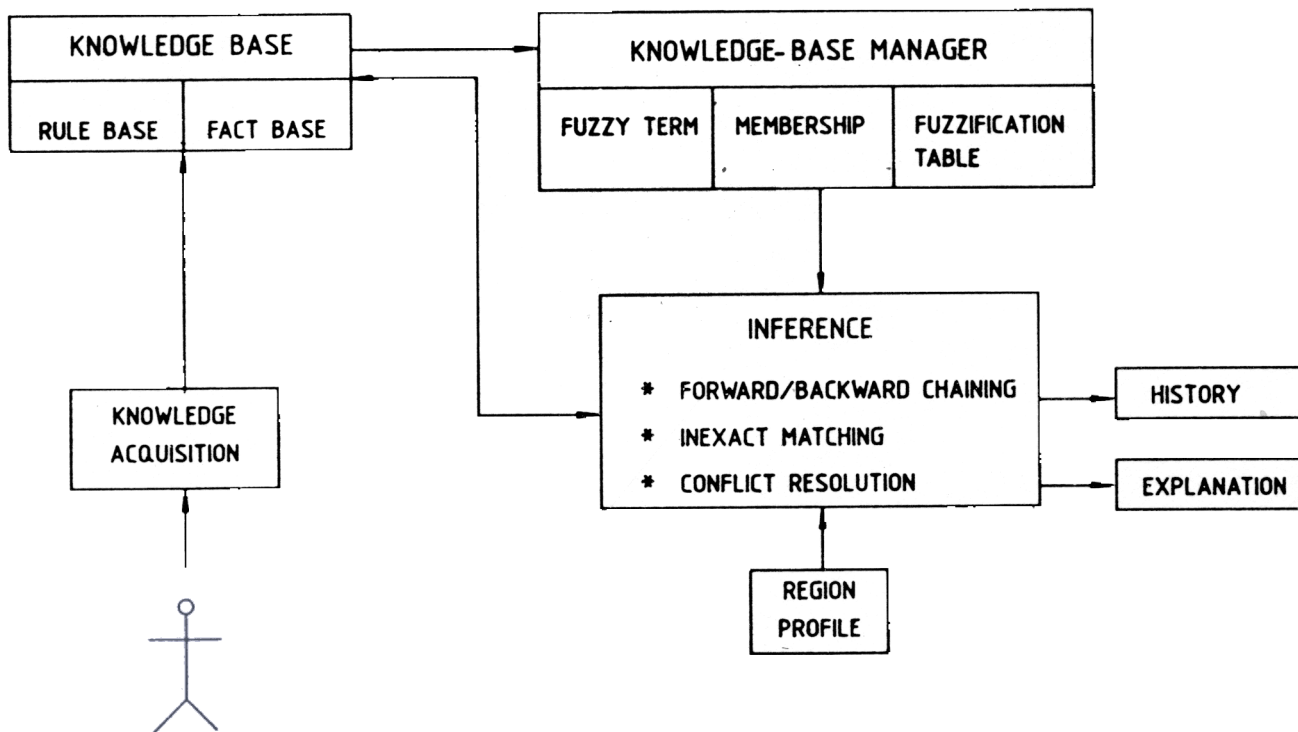 KNOWLEDGE BASE
RULE BASE
FACT BASE
KNOWLEDGE-BASE MANAGER
FUZZY TERM
MEMBERSHIP
FUZZIFICATION
TABLE
INFERENCE
* FORWARD/BACKWARD CHAINING
* INEXACT MATCHING
* CONFLICT RESOLUTION
KNOWLEDGE
ACQUISITION
HISTORY
EXPLANATION
REGION
PROFILE